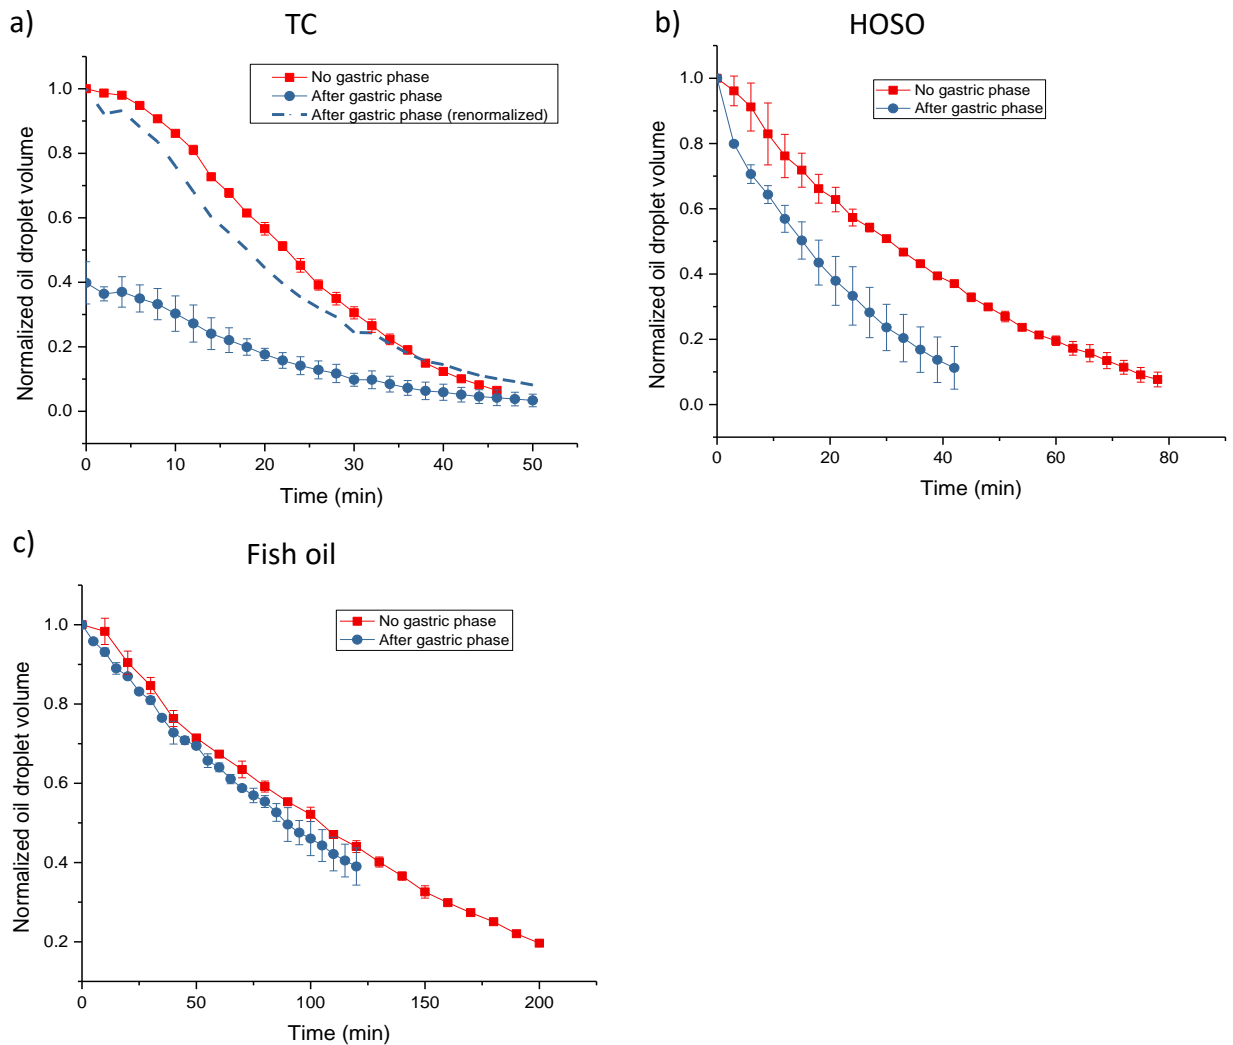 a)
TC
No gastric phase
After gastric phase
After gastric phase (renormalized)
Normalized oil droplet volume
1.0
0.8
0.6
0.4
0.2
0.0
0 10 20 30 40 50
Time (min)
b)
HOSO
No gastric phase
After gastric phase
Normalized oil droplet volume
1.0
0.8
0.6
0.4
0.2
0.0
0 20 40 60 80
Time (min)
c)
Fish oil
No gastric phase
After gastric phase
Normalized oil droplet volume
1.0
0.8
0.6
0.4
0.2
0 50 100 150 200
Time (min)